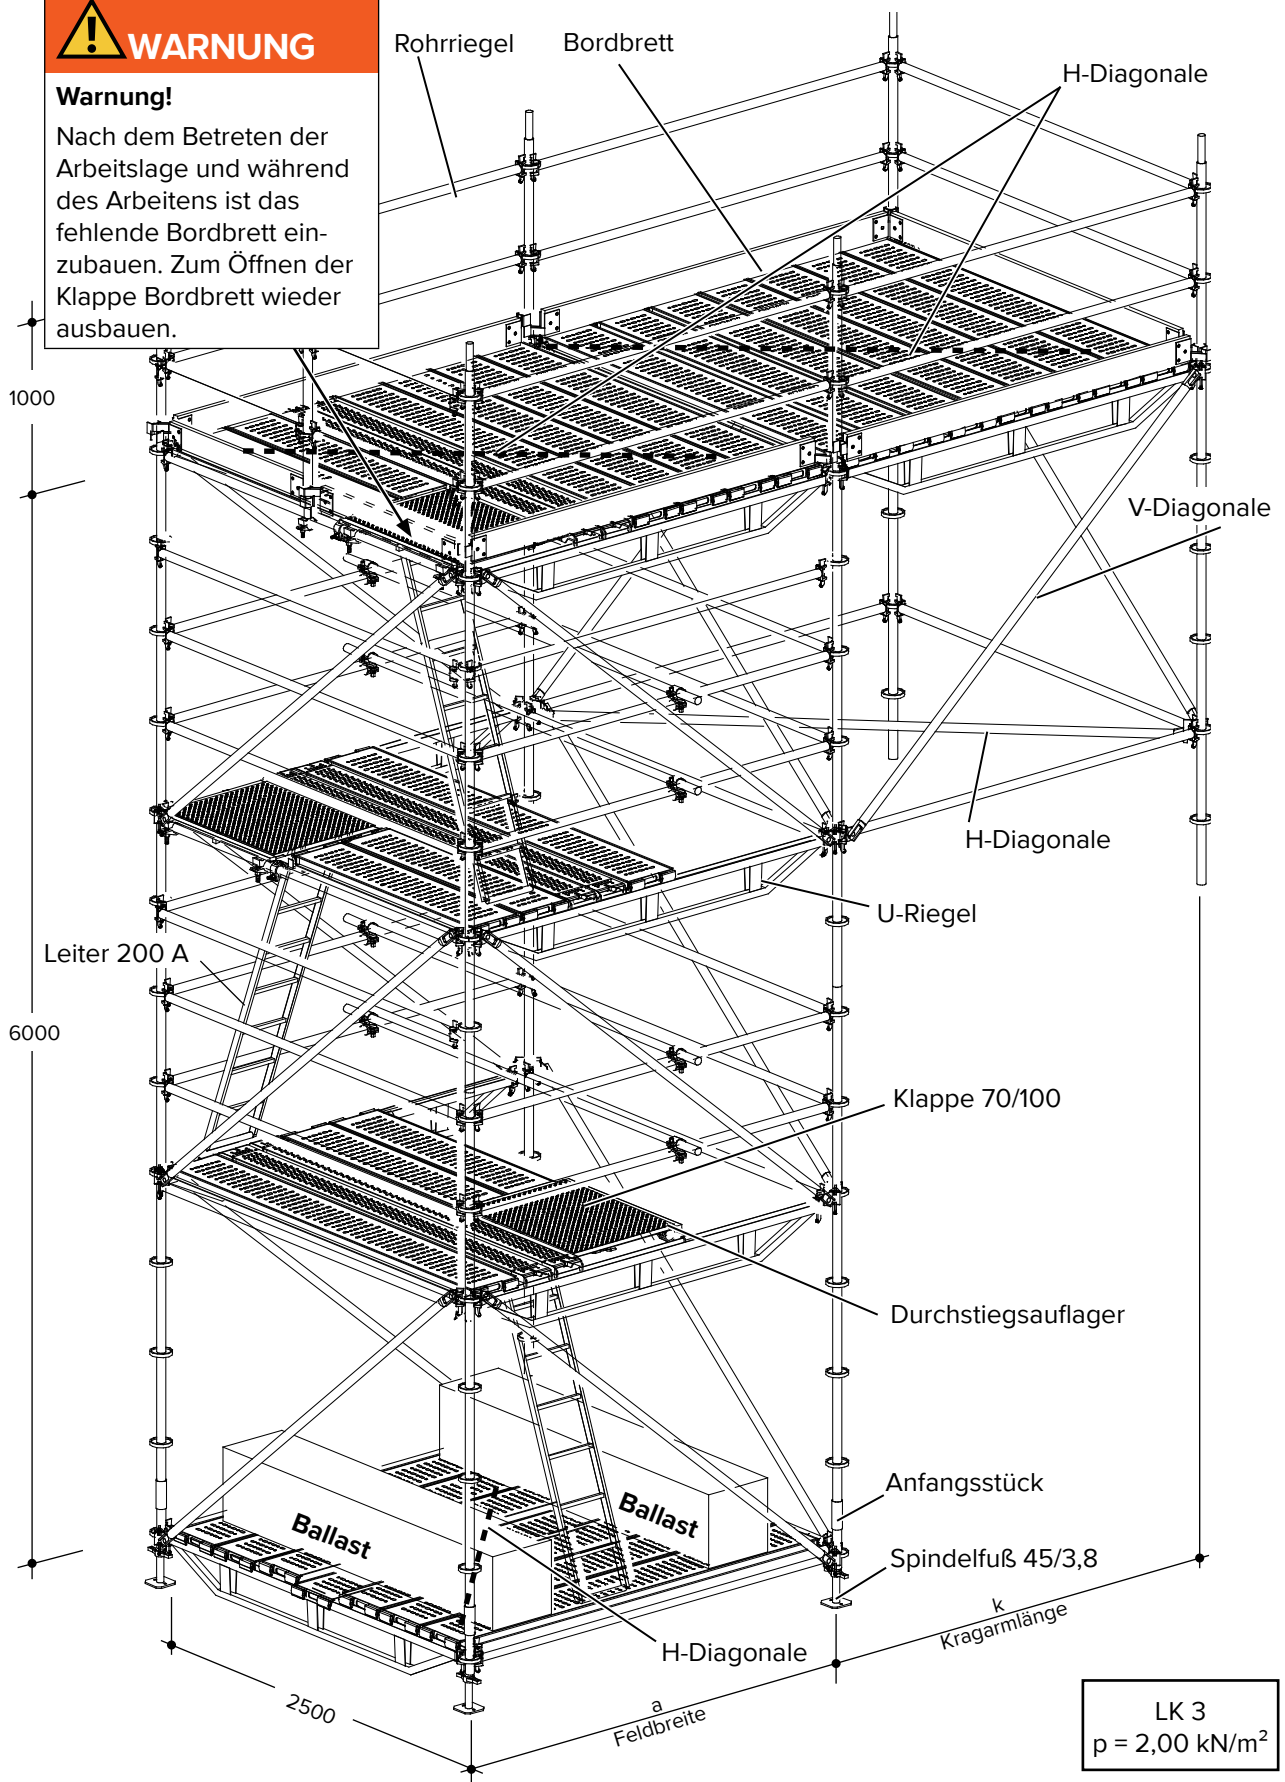 WARNUNG
Warnung!
Nach dem Betreten der
Arbeitslage und während
des Arbeitens ist das
fehlende Bordbrett ein-
zubauen. Zum Öffnen der
Klappe Bordbrett wieder
ausbauen.
Rohrriegel
Bordbrett
H-Diagonale
1000
V-Diagonale
H-Diagonale
U-Riegel
Leiter 200 A
6000
Klappe 70/100
Durchstiegsauflager
Anfangsstück
Ballast
Ballast
Spindelfuß 45/3,8
k
Kragarmlänge
H-Diagonale
2500
a
Feldbreite
LK 3
p = 2,00 kN/m²